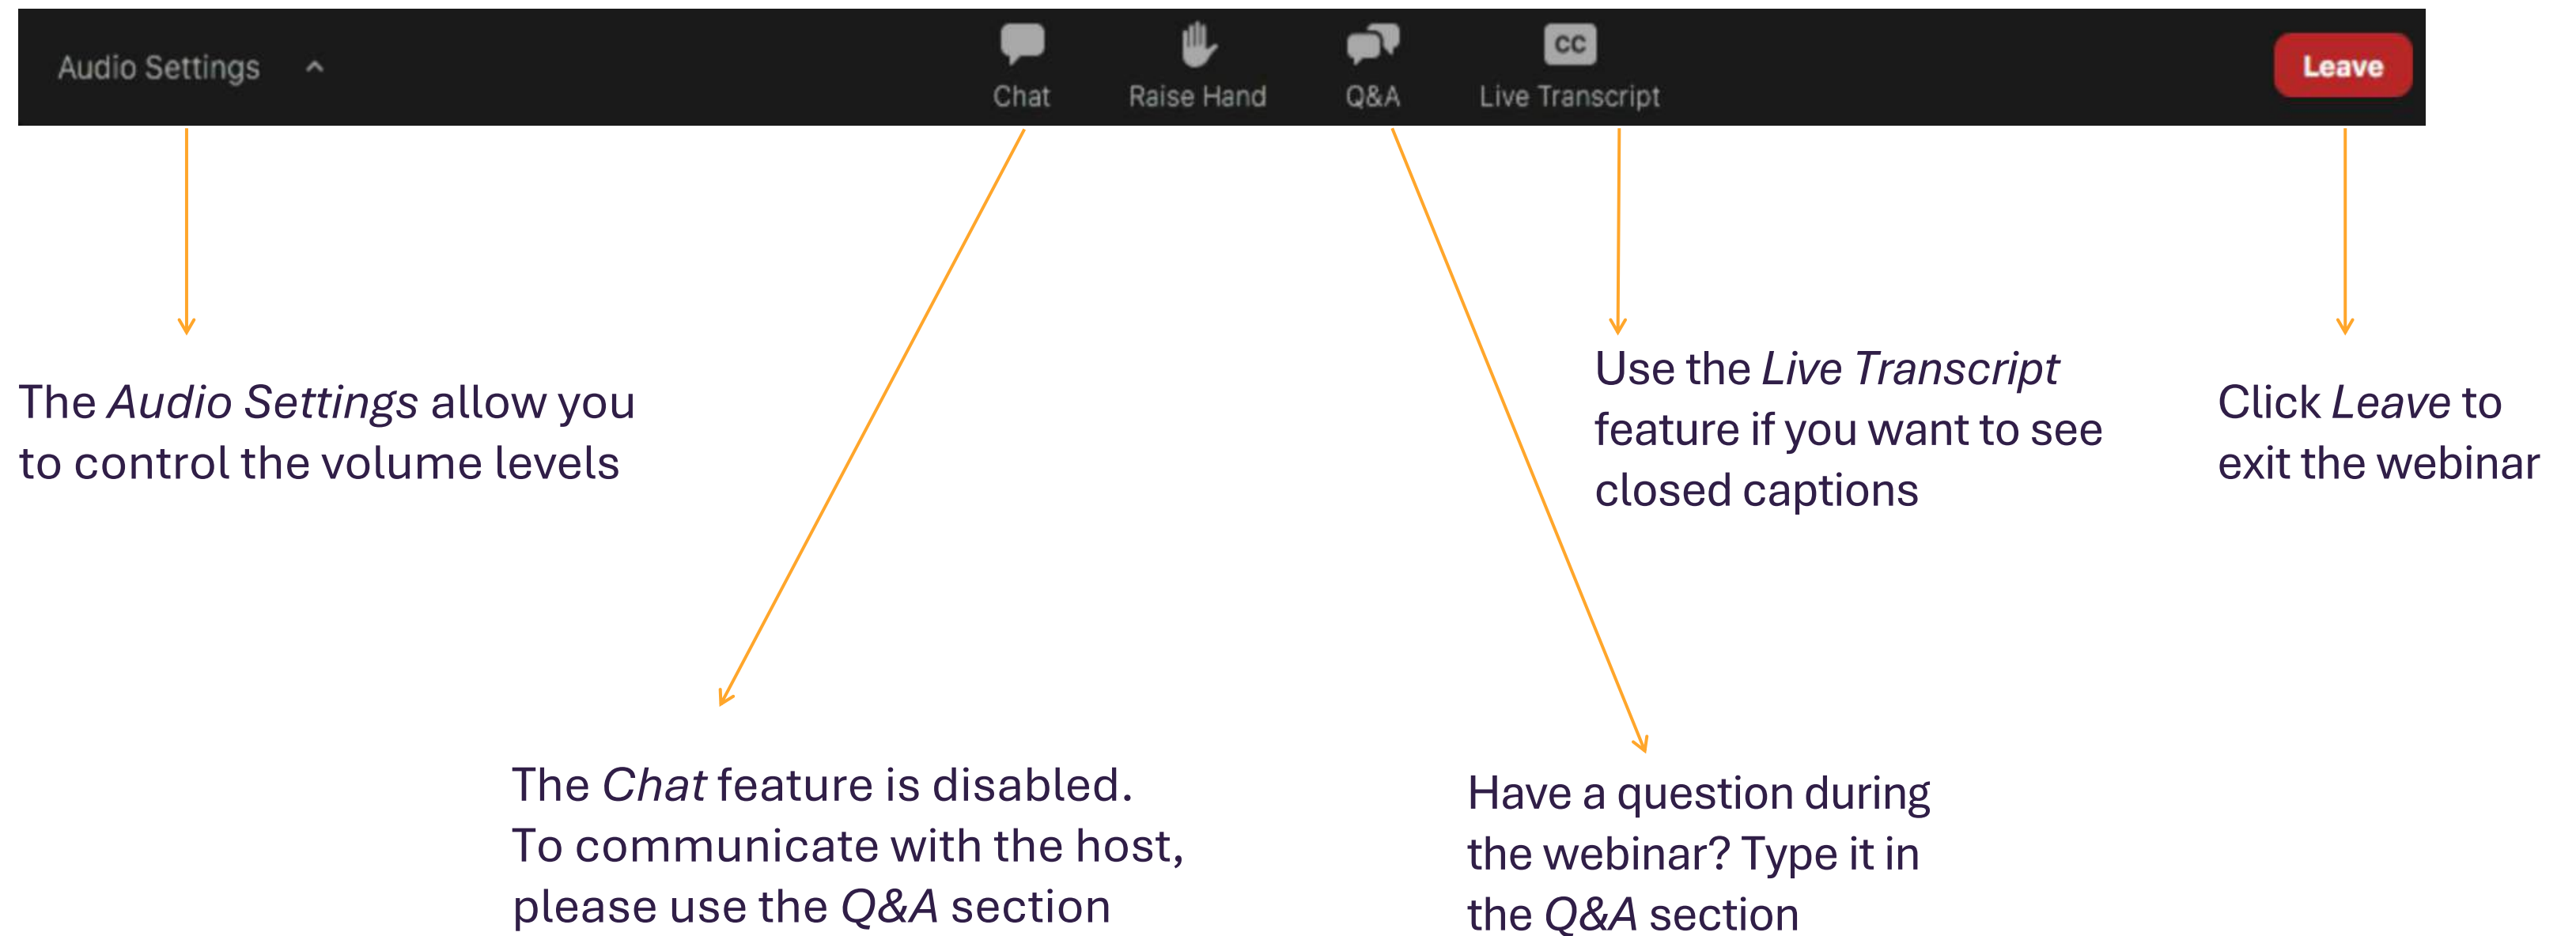 Audio Settings
Chat
Raise Hand
Q&A
CC
Live Transcript
Leave
The Audio Settings allow you
to control the volume levels
Use the Live Transcript
feature if you want to see
closed captions
Click Leave to
exit the webinar
The Chat feature is disabled.
To communicate with the host,
please use the Q&A section
Have a question during
the webinar? Type it in
the Q&A section